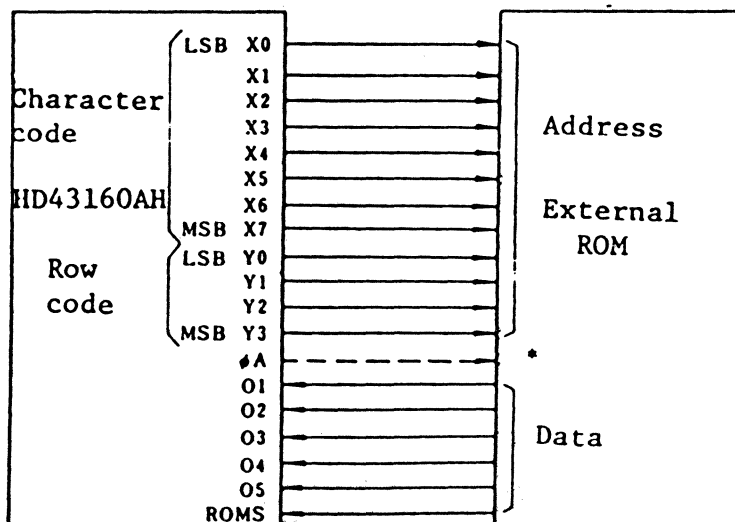 LSB X0
X1
Character X2
code X3
X4
X5
HD43160AH X6
MSB X7
LSB Y0
Row Y1
code Y2
MSB Y3
φA
O1
O2
O3
O4
O5
ROMS
Address
External
ROM
*
Data